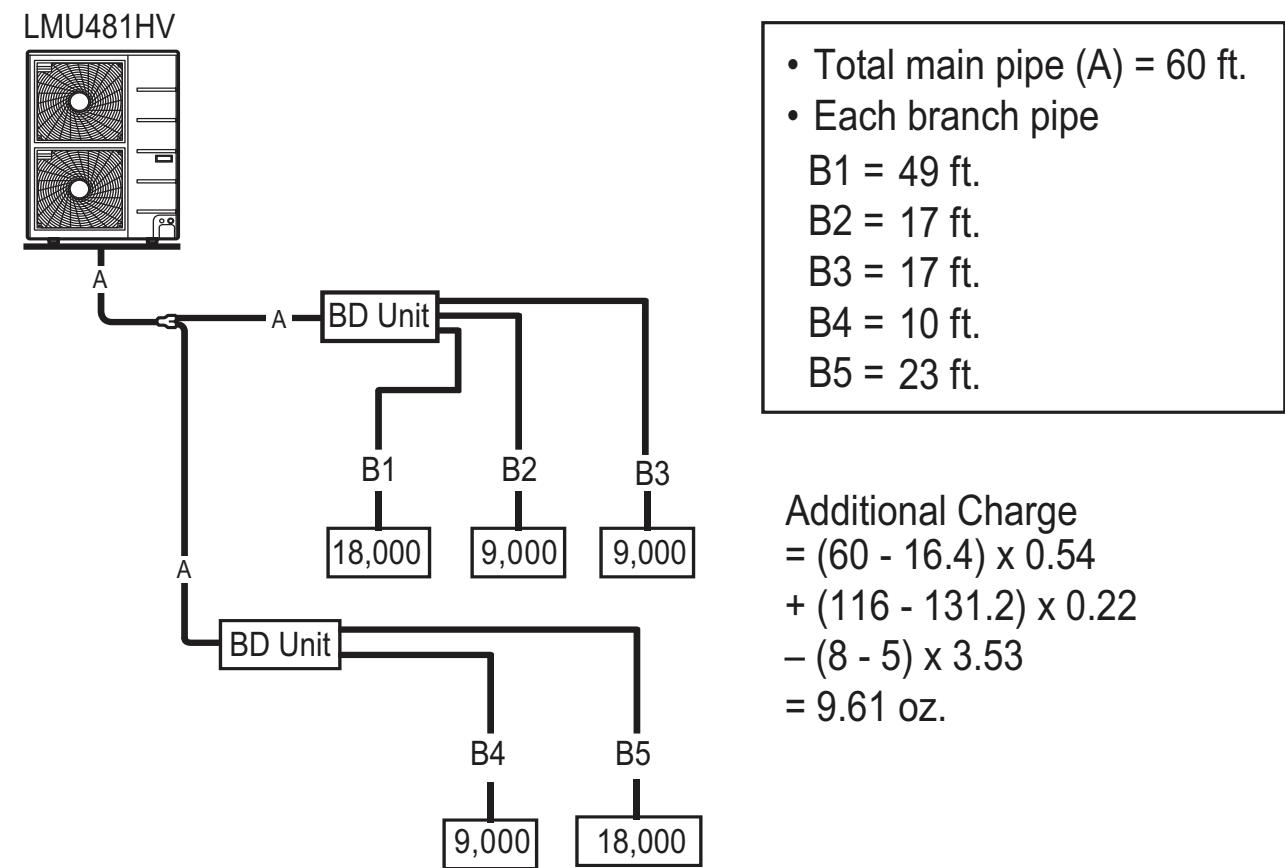 LMU481HV
A
A
BD Unit
B1
B2
B3
18,000
9,000
9,000
A
BD Unit
B4
B5
9,000
18,000
• Total main pipe (A) = 60 ft.
• Each branch pipe
B1 = 49 ft.
B2 = 17 ft.
B3 = 17 ft.
B4 = 10 ft.
B5 = 23 ft.
Additional Charge
= (60 - 16.4) x 0.54
+ (116 - 131.2) x 0.22
– (8 - 5) x 3.53
= 9.61 oz.